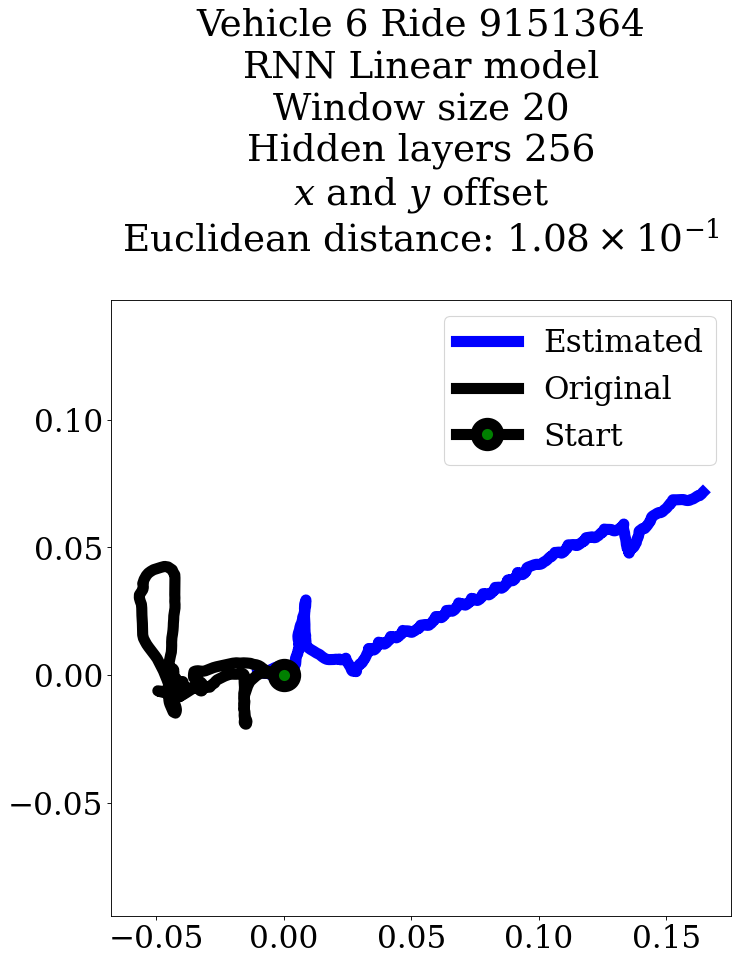 Vehicle 6 Ride 9151364
RNN Linear model
Window size 20
Hidden layers 256
x and y offset
Euclidean distance: 1.08 × 10⁻¹
Estimated
Original
Start
0.10
0.05
0.00
−0.05
−0.05 0.00 0.05 0.10 0.15